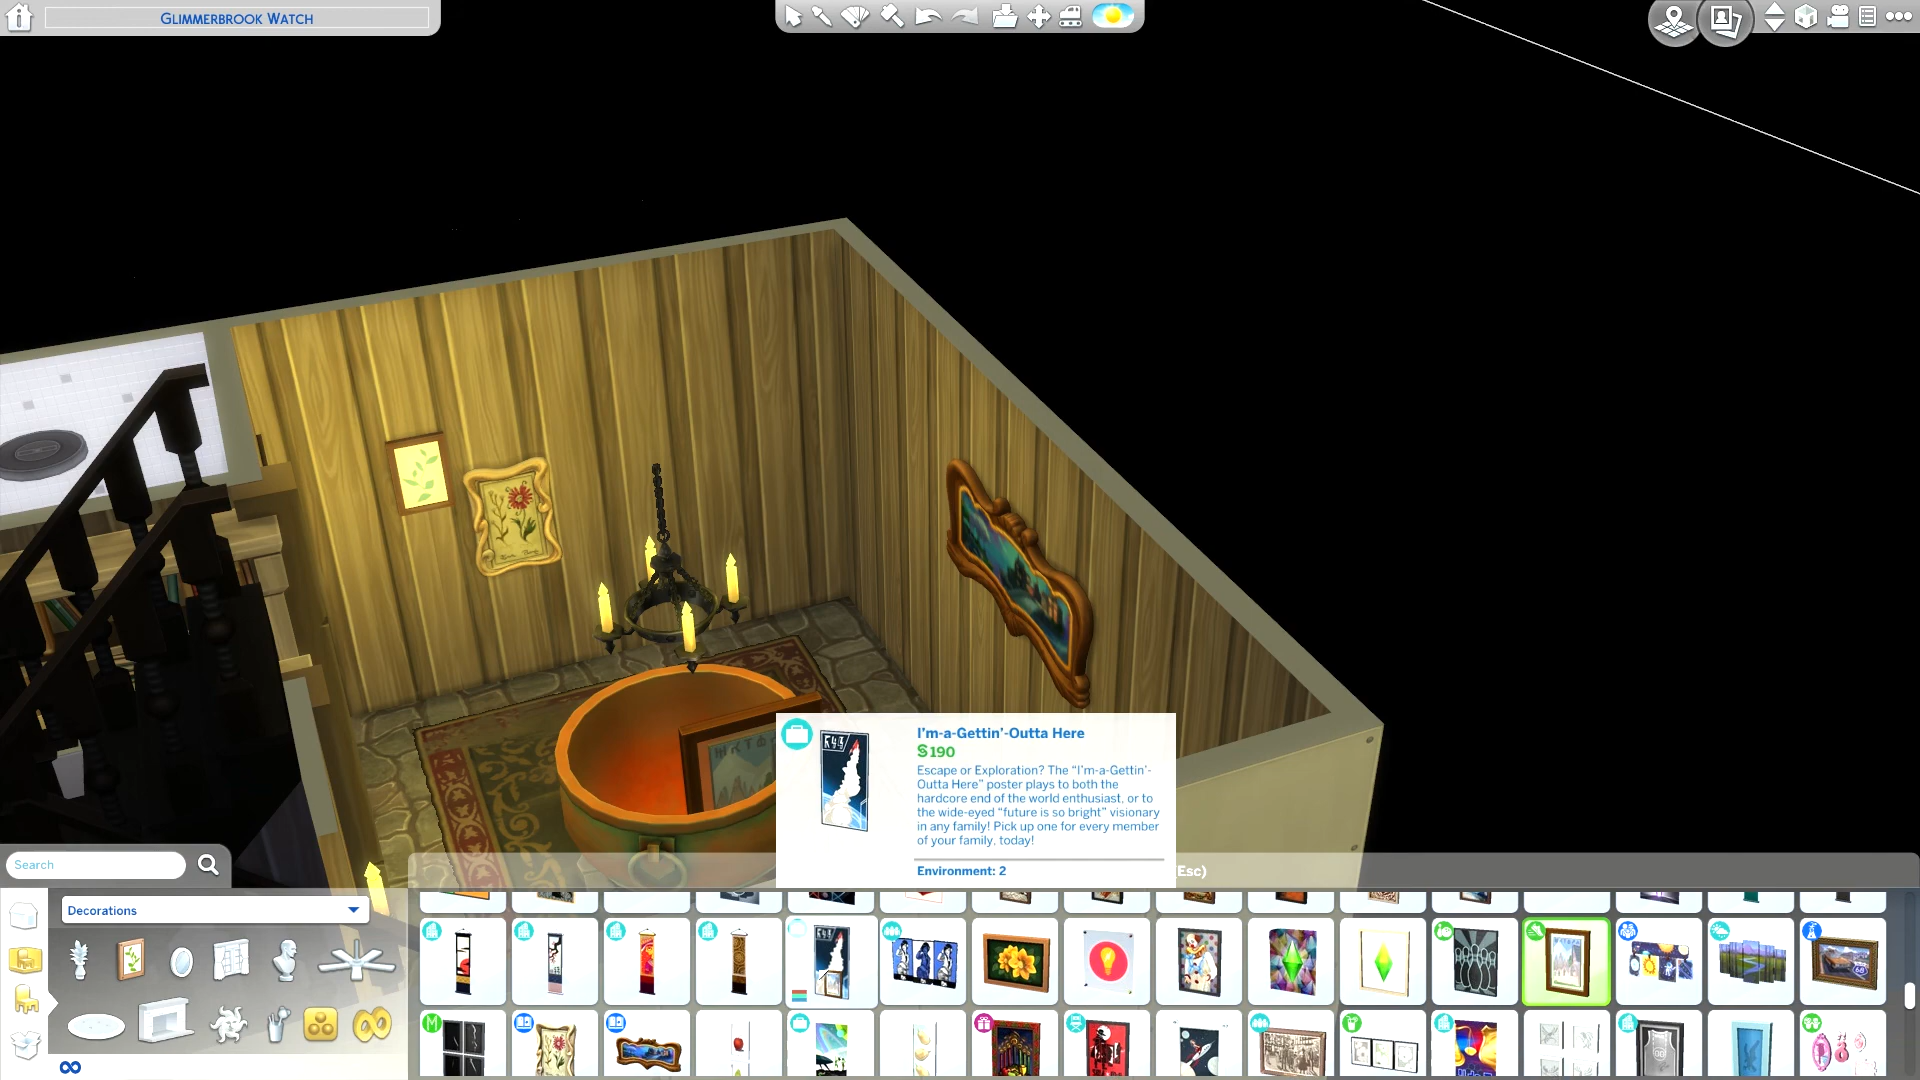 Glimmerbrook Watch
I'm-a-Gettin'-Outta Here
§190
Escape or Exploration? The "I'm-a-Gettin'-
Outta Here" poster plays to both the
hardcore end of the world enthusiast, or to
the wide-eyed "future is so bright" visionary
in any family! Pick up one for every member
of your family, today!
Environment: 2
(Esc)
Search
Decorations